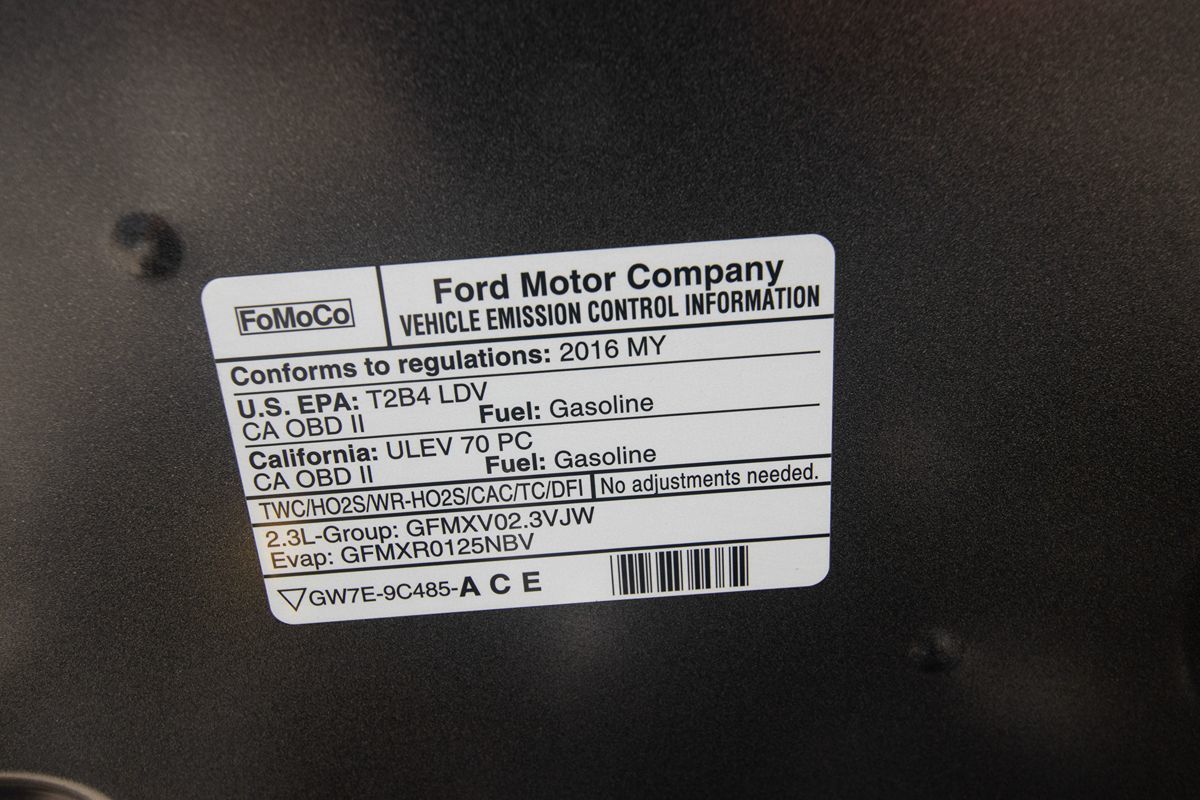 FoMoCo
Ford Motor Company
VEHICLE EMISSION CONTROL INFORMATION
Conforms to regulations: 2016 MY
U.S. EPA: T2B4 LDV
CA OBD II Fuel: Gasoline
California: ULEV 70 PC
CA OBD II Fuel: Gasoline
TWC/HO2S/WR-HO2S/CAC/TC/DFI No adjustments needed.
2.3L-Group: GFMXV02.3VJW
Evap: GFMXR0125NBV
GW7E-9C485-A C E